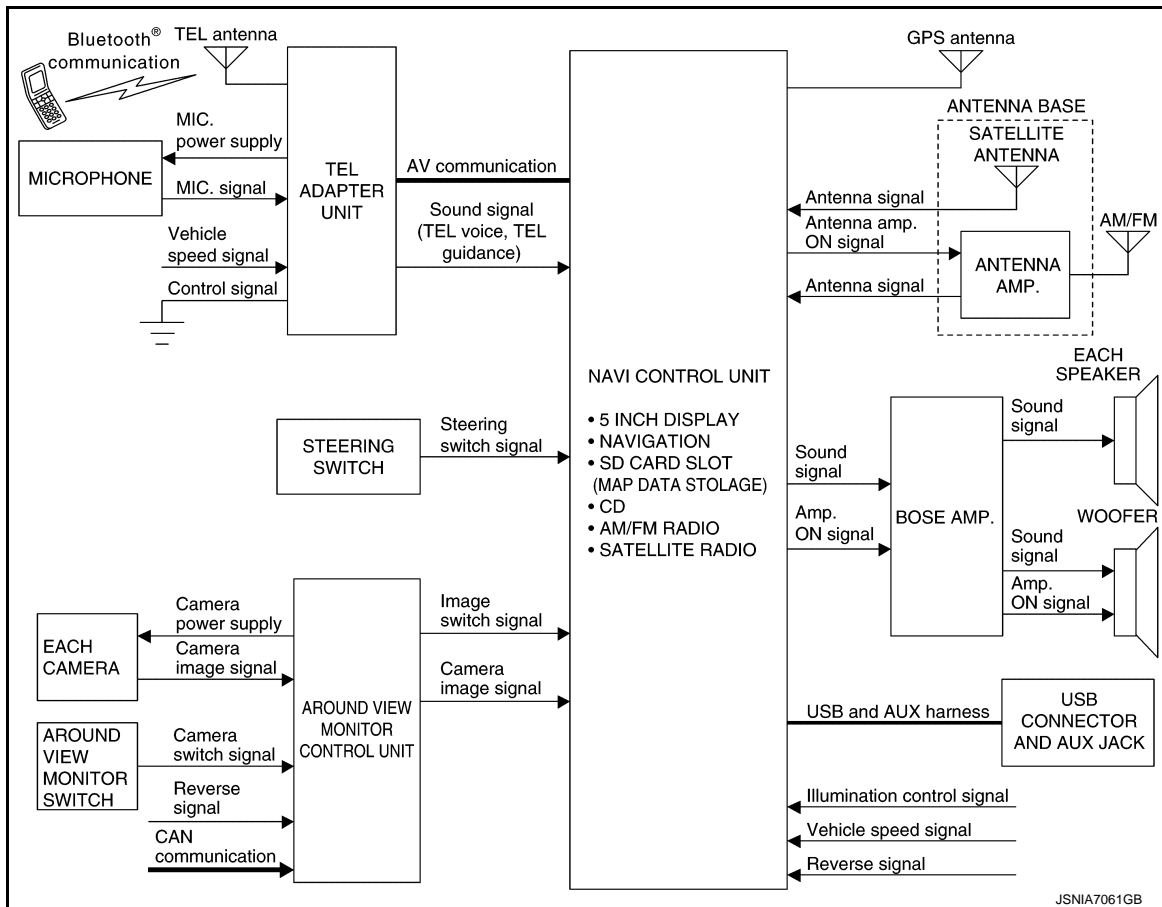 Bluetooth®
communication
TEL antenna
MIC.
power supply
MICROPHONE
MIC. signal
Vehicle
speed signal
Control signal
TEL
ADAPTER
UNIT
AV communication
Sound signal
(TEL voice, TEL
guidance)
STEERING
SWITCH
Steering
switch signal
EACH
CAMERA
Camera
power supply
Camera
image signal
AROUND
VIEW
MONITOR
SWITCH
Camera
switch signal
Reverse
signal
CAN
communication
AROUND VIEW
MONITOR
CONTROL UNIT
Image
switch signal
Camera
image signal
NAVI CONTROL UNIT
• 5 INCH DISPLAY
• NAVIGATION
• SD CARD SLOT
(MAP DATA STOLAGE)
• CD
• AM/FM RADIO
• SATELLITE RADIO
GPS antenna
ANTENNA BASE
SATELLITE
ANTENNA
Antenna signal
Antenna amp.
ON signal
Antenna signal
ANTENNA
AMP.
AM/FM
Sound
signal
Amp.
ON signal
BOSE AMP.
EACH
SPEAKER
Sound
signal
WOOFER
Sound
signal
Amp.
ON signal
USB and AUX harness
USB
CONNECTOR
AND AUX JACK
Illumination control signal
Vehicle speed signal
Reverse signal
JSNIA7061GB